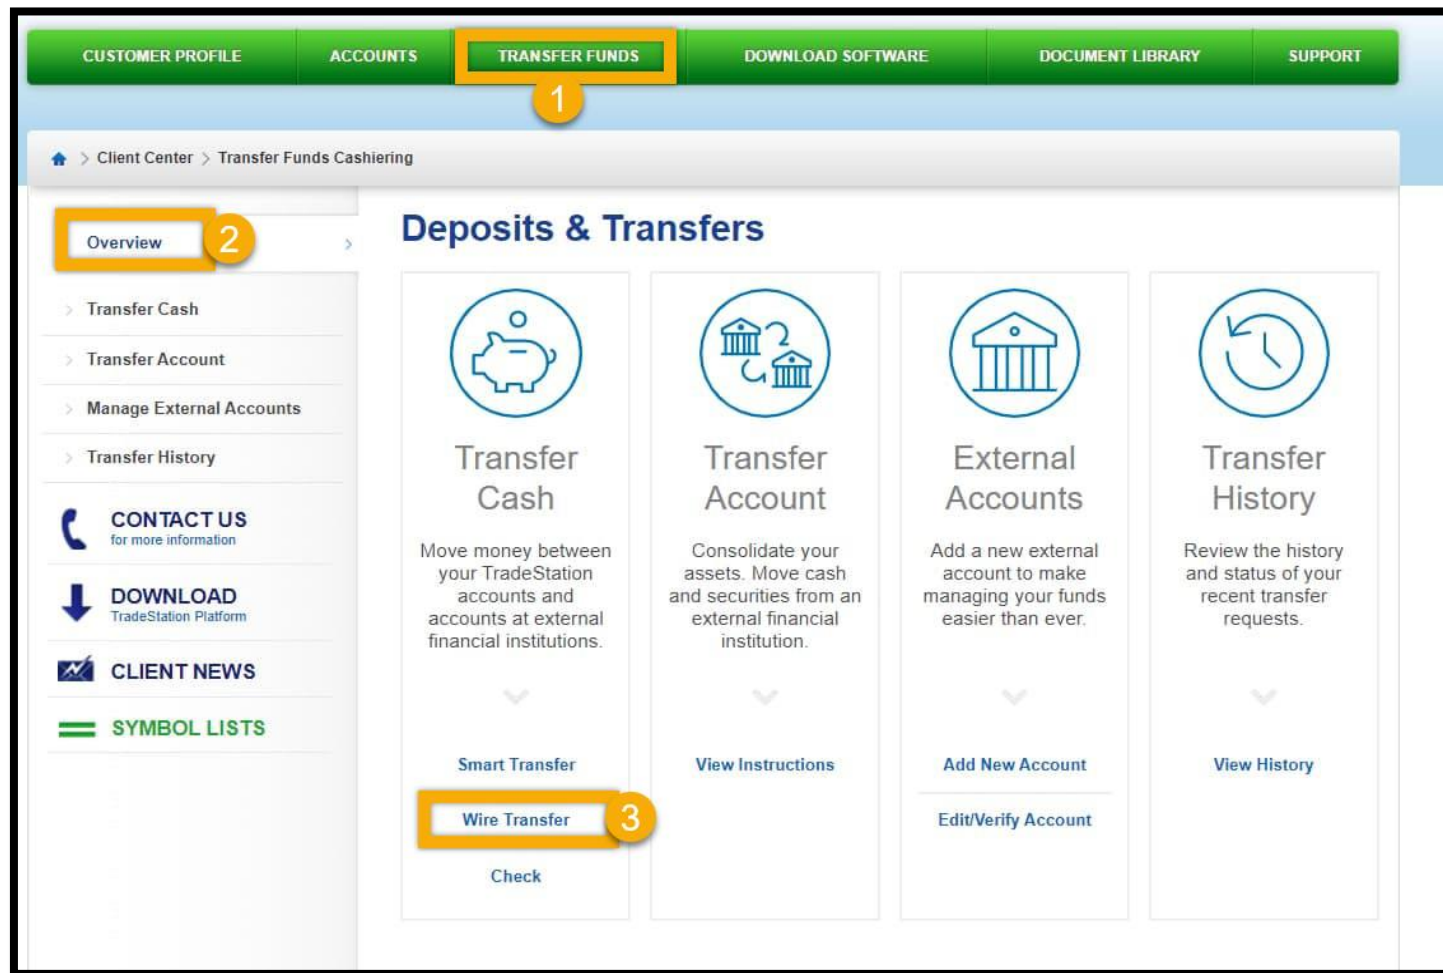 CUSTOMER PROFILE
ACCOUNTS
TRANSFER FUNDS
DOWNLOAD SOFTWARE
DOCUMENT LIBRARY
SUPPORT
1
> Client Center > Transfer Funds Cashiering
Overview
2
Transfer Cash
Transfer Account
Manage External Accounts
Transfer History
CONTACT US
for more information
DOWNLOAD
TradeStation Platform
CLIENT NEWS
SYMBOL LISTS
Deposits & Transfers
Transfer
Cash
Move money between
your TradeStation
accounts and
accounts at external
financial institutions.
Smart Transfer
Wire Transfer
3
Check
Transfer
Account
Consolidate your
assets. Move cash
and securities from an
external financial
institution.
View Instructions
External
Accounts
Add a new external
account to make
managing your funds
easier than ever.
Add New Account
Edit/Verify Account
Transfer
History
Review the history
and status of your
recent transfer
requests.
View History